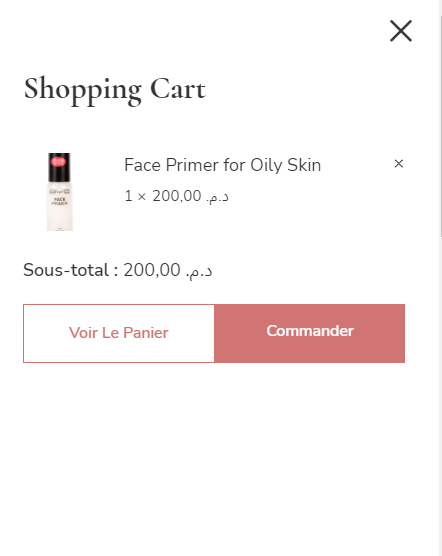 Shopping Cart
Face Primer for Oily Skin
×
1 × 200,00 د.م.
FACE
PRIMER
Sous-total : 200,00 د.م.
Voir Le Panier
Commander